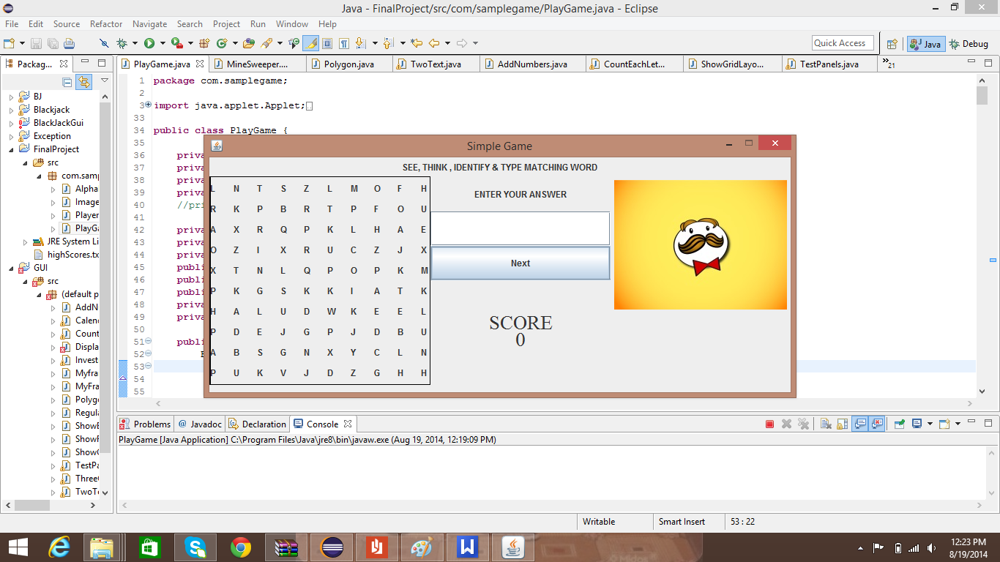 Java - FinalProject/src/com/samplegame/PlayGame.java - Eclipse
File Edit Source Refactor Navigate Search Project Run Window Help
Quick Access Java Debug
Packag... PlayGame.java MineSweeper.... Polygon.java TwoText.java AddNumbers.java CountEachLet... ShowGridLayo... TestPanels.java »21
BJ
Blackjack
BlackJackGui
Exception
FinalProject
src
com.samp
Alpha
Image
Player
PlayGa
JRE System Li
highScores.tx
GUI
src
(default p
AddN
Calen
Count
Displa
Invest
Myfra
MyFra
Polyg
Regula
ShowB
ShowF
ShowG
TestPa
Three
TwoTe
1 package com.samplegame;
2
3 import java.applet.Applet;
33
34 public class PlayGame {
35
36 priva
37 priva
38 priva
39 priva
40 //pri
41
42 priva
43 priva
44 priva
45 publi
46 publi
47 publi
48 priva
49 priva
50
51 publi
52
53
54
55
Simple Game
SEE, THINK , IDENTIFY & TYPE MATCHING WORD
L N T S Z L M O F H
R K P B R T P F O U
A X R Q P K L H A E
O Z I X R U C Z J X
X T N L Q P O P K M
P K G S K K I A T K
H A L U D W K E E L
P D E J G P J D B U
A B S G N X Y C L N
P U K V J D Z G H H
ENTER YOUR ANSWER
Next
SCORE
0
Problems @ Javadoc Declaration Console
PlayGame [Java Application] C:\Program Files\Java\jre8\bin\javaw.exe (Aug 19, 2014, 12:19:09 PM)
Writable Smart Insert 53 : 22
12:23 PM
8/19/2014